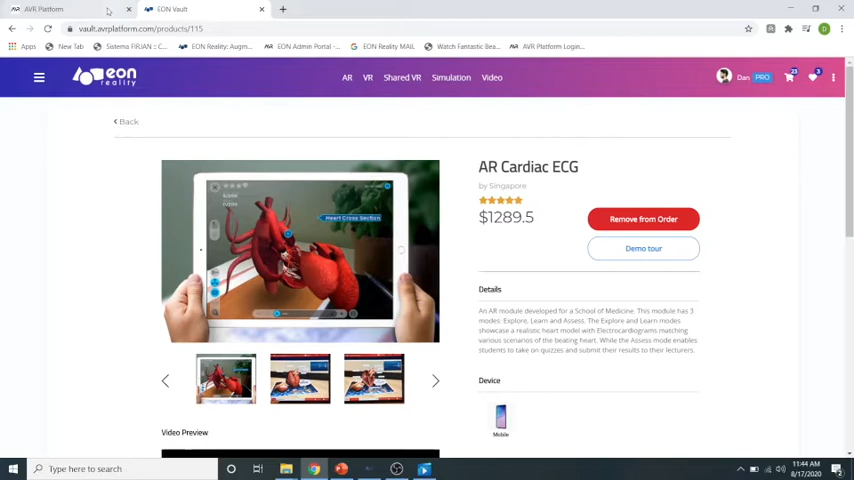 AVR Platform
EON Vault
vault.avrplatform.com/products/115
D
Apps
New Tab
Sistema FIRJAN :: C...
EON Reality: Augm...
EON Admin Portal -...
EON Reality MAIL
Watch Fantastic Bea...
AVR Platform Login...
eon reality
AR
VR
Shared VR
Simulation
Video
Dan
PRO
23
3
Back
AR Cardiac ECG
by Singapore
$1289.5
Remove from Order
Demo tour
Heart Cross Section
Details
An AR module developed for a School of Medicine. This module has 3
modes: Explore, Learn and Assess. The Explore and Learn modes
showcase a realistic heart model with Electrocardiograms matching
various scenarios of the beating heart. While the Assess mode enables
students to take on quizzes and submit their results to their lecturers.
Device
Mobile
Video Preview
Type here to search
11:44 AM
8/17/2020
2